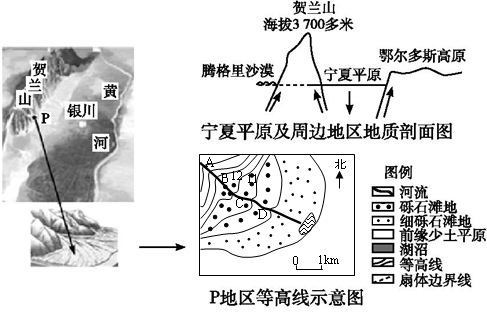 贺兰山
海拔3 700多米
腾格里沙漠
宁夏平原
鄂尔多斯高原
宁夏平原及周边地区地质剖面图
贺兰山
P
银川
黄河
A
B
12
E
C
D
北
0 1km
P地区等高线示意图
图例
河流
砾石滩地
细砾石滩地
前缘少土平原
湖沼
等高线
扇体边界线